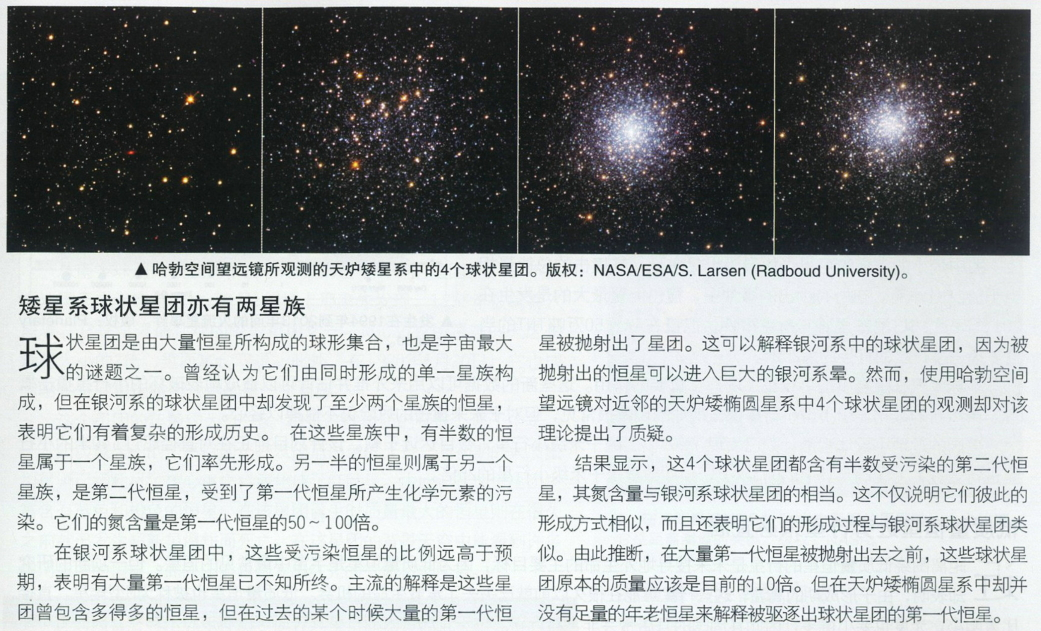 ▲ 哈勃空间望远镜所观测的天炉矮星系中的4个球状星团。版权：NASA/ESA/S. Larsen (Radboud University)。
矮星系球状星团亦有两星族
球状星团是由大量恒星所构成的球形集合，也是宇宙最大
的谜题之一。曾经认为它们由同时形成的单一星族构
成，但在银河系的球状星团中却发现了至少两个星族的恒星，
表明它们有着复杂的形成历史。 在这些星族中，有半数的恒
星属于一个星族，它们率先形成。另一半的恒星则属于另一个
星族，是第二代恒星，受到了第一代恒星所产生化学元素的污
染。它们的氮含量是第一代恒星的50～100倍。
在银河系球状星团中，这些受污染恒星的比例远高于预
期，表明有大量第一代恒星已不知所终。主流的解释是这些星
团曾包含多得多的恒星，但在过去的某个时候大量的第一代恒
星被抛射出了星团。这可以解释银河系中的球状星团，因为被
抛射出的恒星可以进入巨大的银河系晕。然而，使用哈勃空间
望远镜对近邻的天炉矮椭圆星系中4个球状星团的观测却对该
理论提出了质疑。
结果显示，这4个球状星团都含有半数受污染的第二代恒
星，其氮含量与银河系球状星团的相当。这不仅说明它们彼此的
形成方式相似，而且还表明它们的形成过程与银河系球状星团类
似。由此推断，在大量第一代恒星被抛射出去之前，这些球状星
团原本的质量应该是目前的10倍。但在天炉矮椭圆星系中却并
没有足量的年老恒星来解释被驱逐出球状星团的第一代恒星。